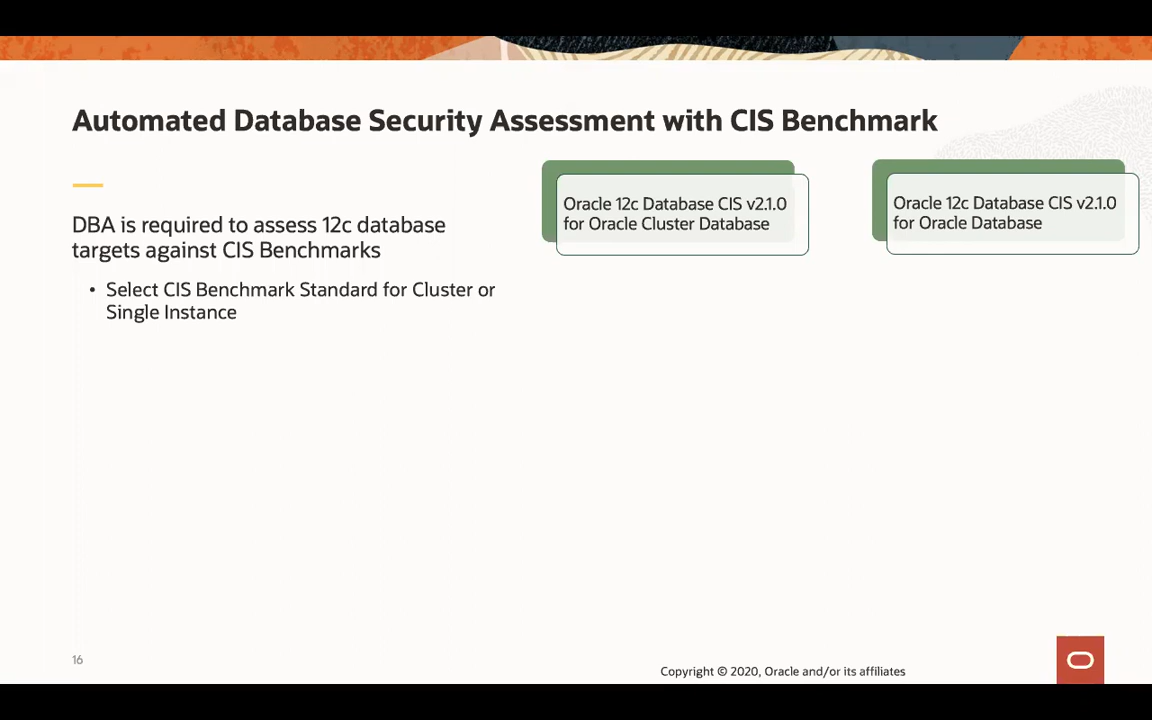 Automated Database Security Assessment with CIS Benchmark
DBA is required to assess 12c database
targets against CIS Benchmarks
• Select CIS Benchmark Standard for Cluster or
Single Instance
Oracle 12c Database CIS v2.1.0
for Oracle Cluster Database
Oracle 12c Database CIS v2.1.0
for Oracle Database
16
Copyright © 2020, Oracle and/or its affiliates